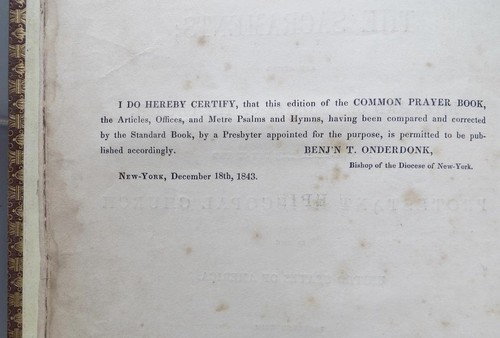 I DO HEREBY CERTIFY, that this edition of the COMMON PRAYER BOOK,
the Articles, Offices, and Metre Psalms and Hymns, having been compared and corrected
by the Standard Book, by a Presbyter appointed for the purpose, is permitted to be pub-
lished accordingly. BENJ'N T. ONDERDONK,
Bishop of the Diocese of New-York.
New-York, December 18th, 1843.